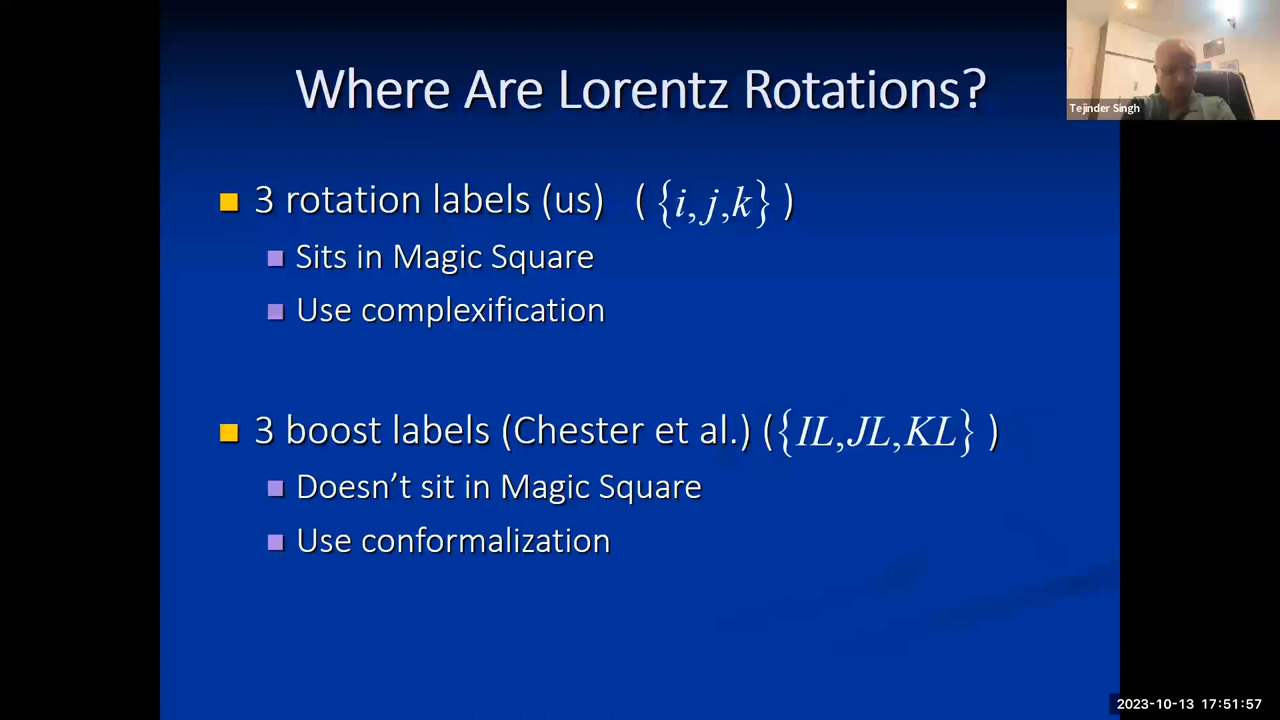 Where Are Lorentz Rotations?
3 rotation labels (us) ( {i,j,k} )
Sits in Magic Square
Use complexification
3 boost labels (Chester et al.) ({IL,JL,KL} )
Doesn't sit in Magic Square
Use conformalization
Tejinder Singh
2023-10-13 17:51:57